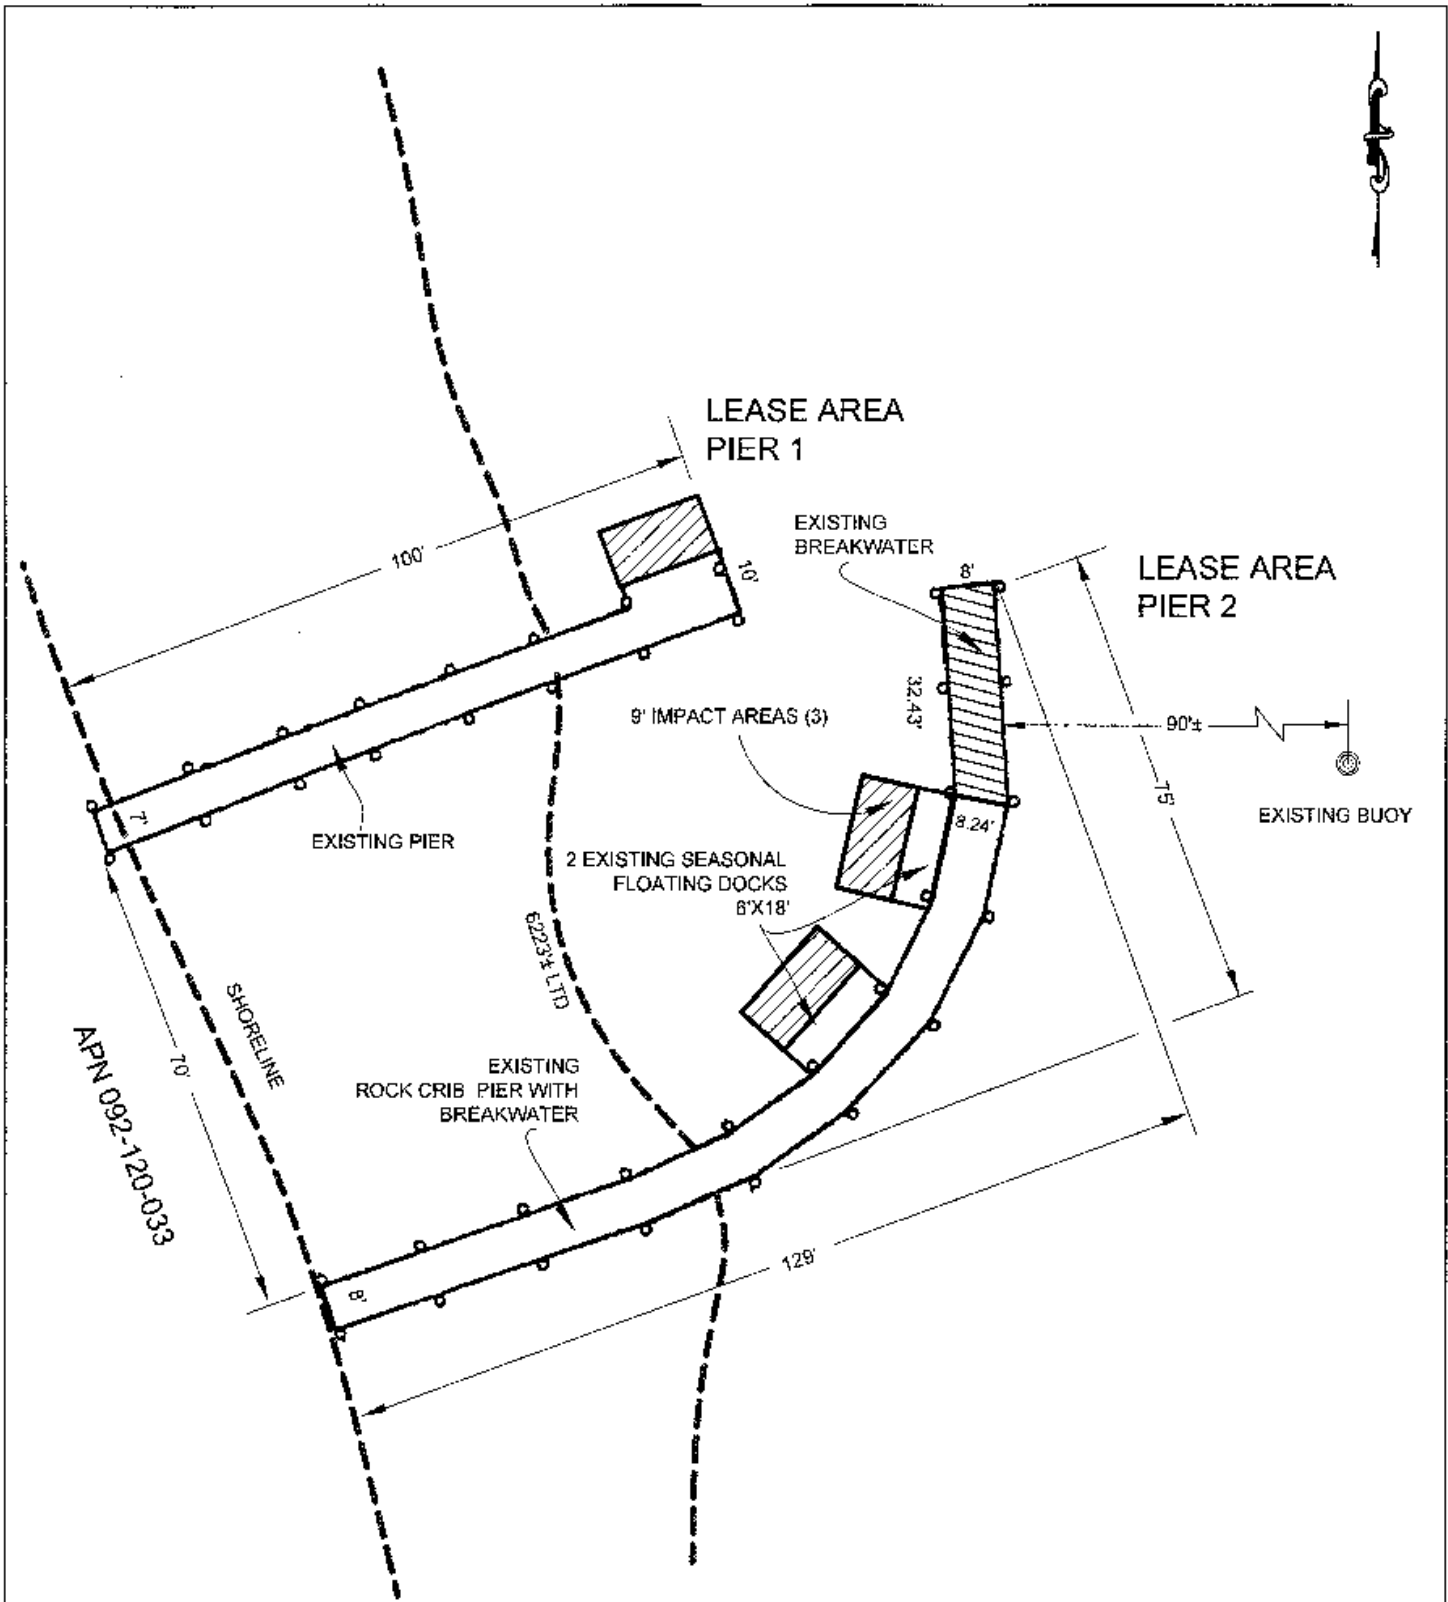 LEASE AREA
PIER 1
100'
10'
EXISTING
BREAKWATER
8'
LEASE AREA
PIER 2
32.43'
9' IMPACT AREAS (3)
90'±
75'
7'
EXISTING PIER
8.24'
EXISTING BUOY
2 EXISTING SEASONAL
FLOATING DOCKS
6'X18'
6223'± LTD
SHORELINE
70'
APN 092-120-033
EXISTING
ROCK CRIB PIER WITH
BREAKWATER
8'
129'